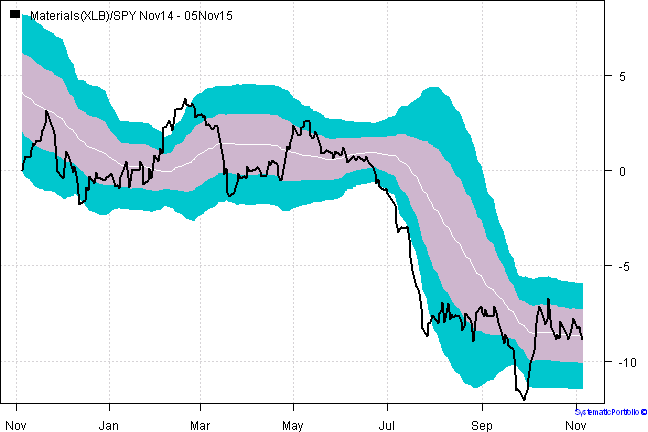 Materials(XLB)/SPY Nov14 - 05Nov15
5
0
-5
-10
SystematicPortfolio ©
Nov Jan Mar May Jul Sep Nov